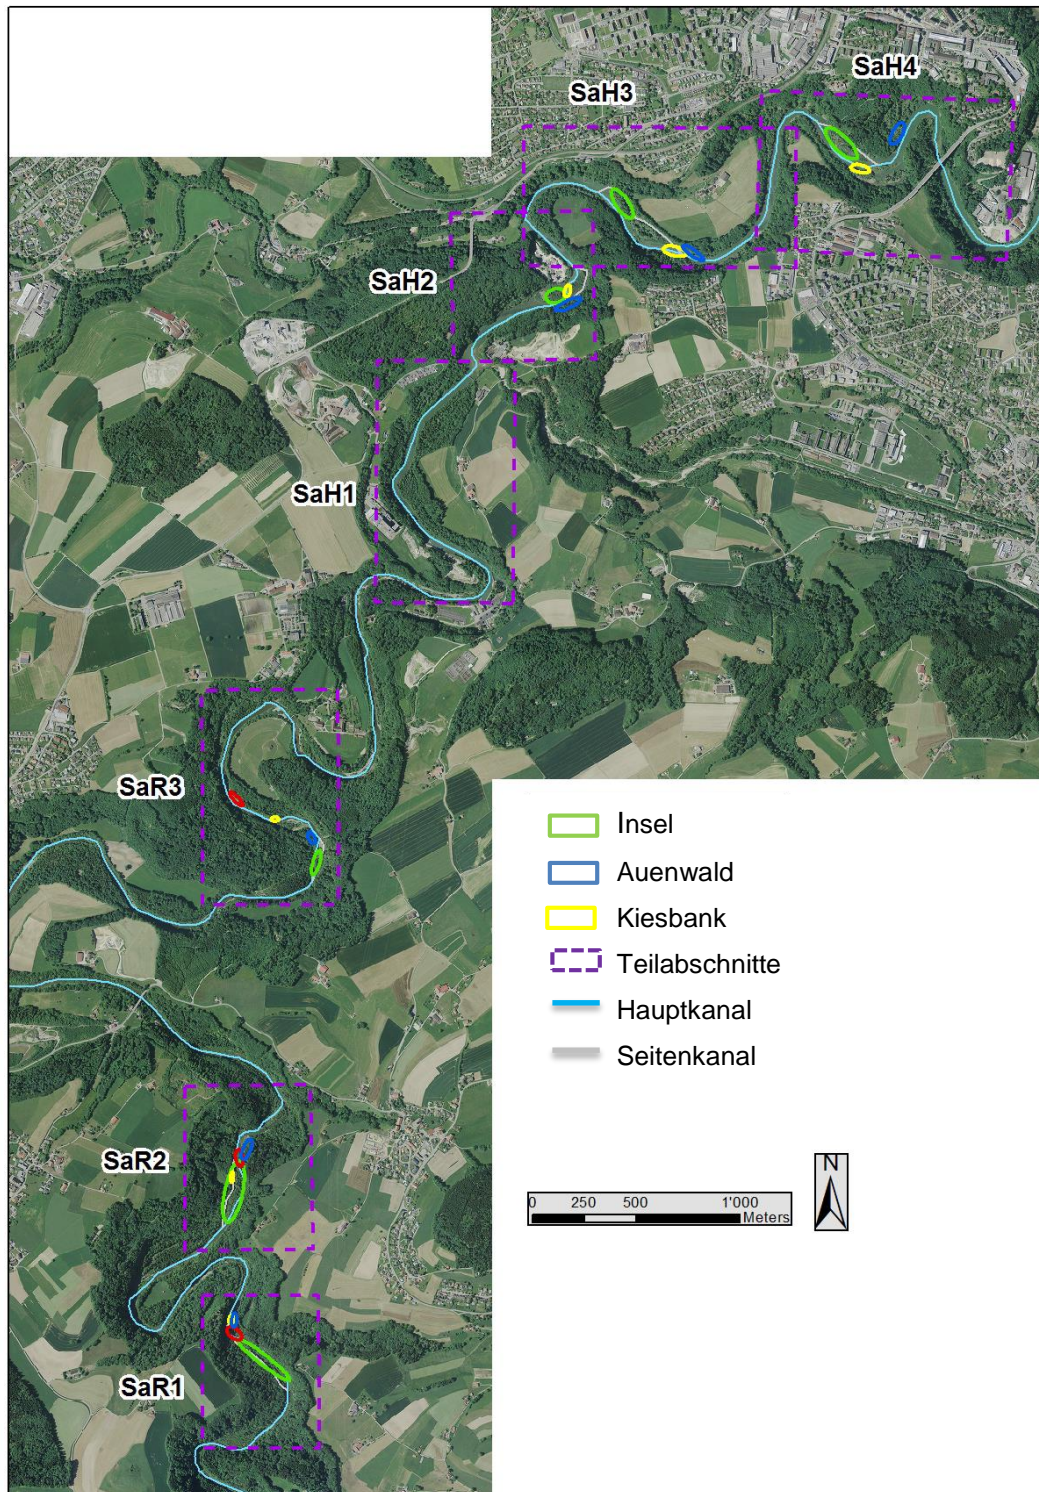 SaH4
SaH3
SaH2
SaH1
SaR3
Insel
Auenwald
Kiesbank
Teilabschnitte
Hauptkanal
Seitenkanal
SaR2
N
0 250 500 1'000
Meters
SaR1